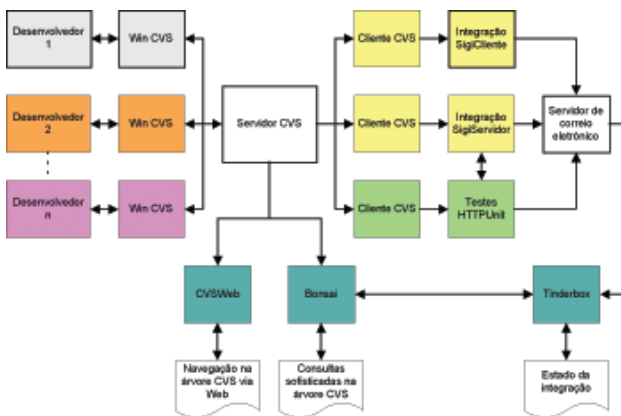 Desenvolvedor
1
Win CVS
Cliente CVS
Integração
SigiCliente
Desenvolvedor
2
Win CVS
Servidor CVS
Cliente CVS
Integração
SigiServidor
Servidor de
correio
eletrônico
Desenvolvedor
n
Win CVS
Cliente CVS
Testes
HTTPUnit
CVSWeb
Bonsai
Tinderbox
Navegação na
árvore CVS via
Web
Consultas
sofisticadas na
árvore CVS
Estado da
integração